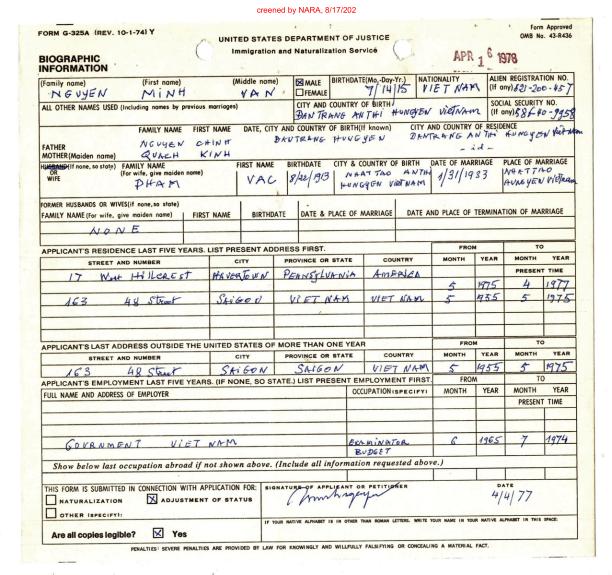 creened by NARA, 8/17/202
FORM G-325A (REV. 10-1-74) Y
UNITED STATES DEPARTMENT OF JUSTICE
Form Approved
OMB No. 43-R436
Immigration and Naturalization Service
BIOGRAPHIC
INFORMATION
APR 16 1978
(Family name) (First name) (Middle name) MALE BIRTHDATE(Mo.-Day-Yr.) NATIONALITY ALIEN REGISTRATION NO.
NGUYEN MINH VAN FEMALE 7/14/15 VIET NAM (If any) 621-200-457
ALL OTHER NAMES USED (Including names by previous marriages) CITY AND COUNTRY OF BIRTH SOCIAL SECURITY NO.
DANTRANG ANTHI HUNGYEN VIETNAM (If any) 586-40-9958
FAMILY NAME FIRST NAME DATE, CITY AND COUNTRY OF BIRTH(If known) CITY AND COUNTRY OF RESIDENCE
FATHER NGUYEN CHINH DANTRANG HUNGYEN DANTRANG AN THI HUNGYEN Viet Nam
MOTHER(Maiden name) QUACH KINH -id-
HUSBAND(If none, so state) FAMILY NAME FIRST NAME BIRTHDATE CITY & COUNTRY OF BIRTH DATE OF MARRIAGE PLACE OF MARRIAGE
OR (For wife, give maiden name)
WIFE PHAM VAC 8/22/1913 NHAT TAO ANTHI HUNGYEN VIET NAM 1/31/1933 NHAT TAO HUNGYEN Vietnam
FORMER HUSBANDS OR WIVES(if none, so state)
FAMILY NAME (For wife, give maiden name) FIRST NAME BIRTHDATE DATE & PLACE OF MARRIAGE DATE AND PLACE OF TERMINATION OF MARRIAGE
NONE
APPLICANT'S RESIDENCE LAST FIVE YEARS. LIST PRESENT ADDRESS FIRST. FROM TO
STREET AND NUMBER CITY PROVINCE OR STATE COUNTRY MONTH YEAR MONTH YEAR
PRESENT TIME
17 West Hillcrest HAVERTOWN PENNSYLVANIA AMERICA 5 1975 4 1977
163 48 Street SAIGON VIET NAM VIET NAM 5 1955 5 1975
APPLICANT'S LAST ADDRESS OUTSIDE THE UNITED STATES OF MORE THAN ONE YEAR FROM TO
STREET AND NUMBER CITY PROVINCE OR STATE COUNTRY MONTH YEAR MONTH YEAR
163 48 Street SAIGON SAIGON VIET NAM 5 1955 5 1975
APPLICANT'S EMPLOYMENT LAST FIVE YEARS. (IF NONE, SO STATE.) LIST PRESENT EMPLOYMENT FIRST. FROM TO
FULL NAME AND ADDRESS OF EMPLOYER OCCUPATION (SPECIFY) MONTH YEAR MONTH YEAR
PRESENT TIME
GOVRNMENT VIET NAM EXAMINATOR 6 1965 7 1974
BUDGET
Show below last occupation abroad if not shown above. (Include all information requested above.)
THIS FORM IS SUBMITTED IN CONNECTION WITH APPLICATION FOR: SIGNATURE OF APPLICANT OR PETITIONER DATE
NATURALIZATION ADJUSTMENT OF STATUS 4/4/77
OTHER (SPECIFY):
IF YOUR NATIVE ALPHABET IS IN OTHER THAN ROMAN LETTERS, WRITE YOUR NAME IN YOUR NATIVE ALPHABET IN THIS SPACE:
Are all copies legible? Yes
PENALTIES: SEVERE PENALTIES ARE PROVIDED BY LAW FOR KNOWINGLY AND WILLFULLY FALSIFYING OR CONCEALING A MATERIAL FACT.